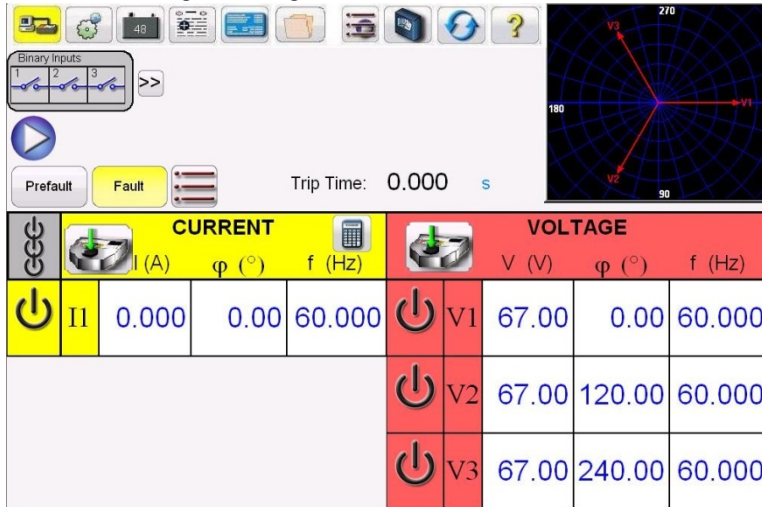 48
270
V3
Binary Inputs
1 2 3
>>
180
V1
V2
90
Prefault
Fault
Trip Time: 0.000 s
CURRENT
I (A) φ (°) f (Hz)
VOLTAGE
V (V) φ (°) f (Hz)
I1 0.000 0.00 60.000
V1 67.00 0.00 60.000
V2 67.00 120.00 60.000
V3 67.00 240.00 60.000